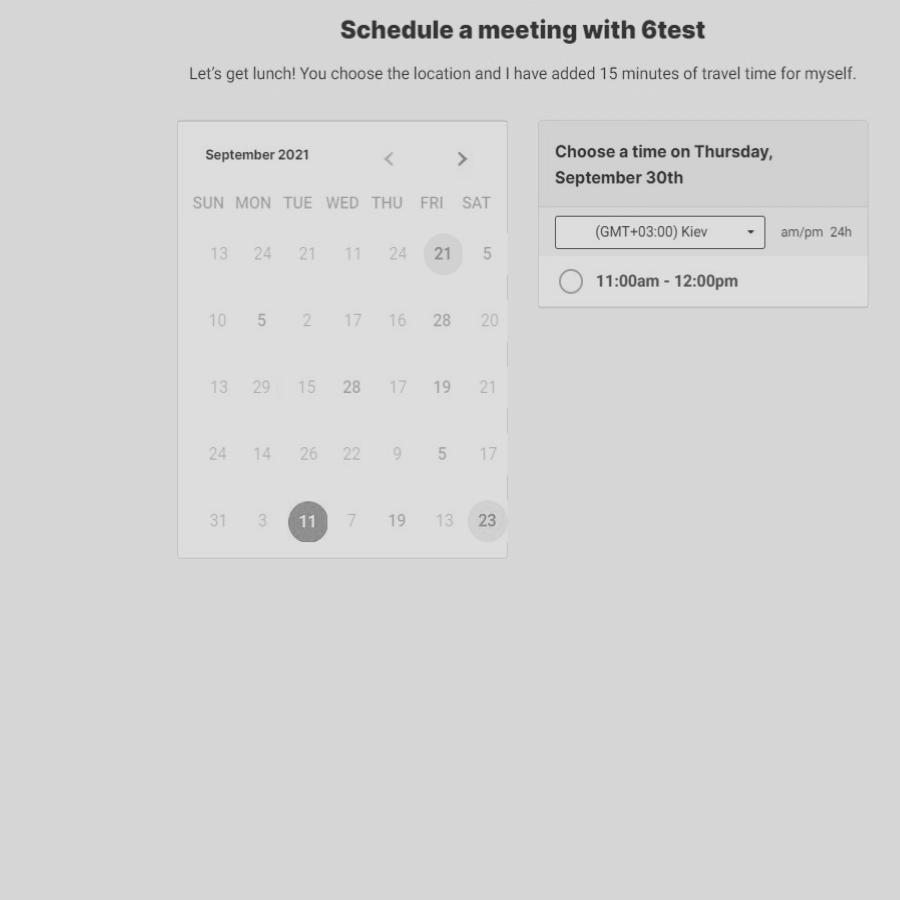 Schedule a meeting with 6test
Let's get lunch! You choose the location and I have added 15 minutes of travel time for myself.
September 2021
SUN MON TUE WED THU FRI SAT
13 24 21 11 24 21 5
10 5 2 17 16 28 20
13 29 15 28 17 19 21
24 14 26 22 9 5 17
31 3 11 7 19 13 23
Choose a time on Thursday,
September 30th
(GMT+03:00) Kiev am/pm 24h
11:00am - 12:00pm